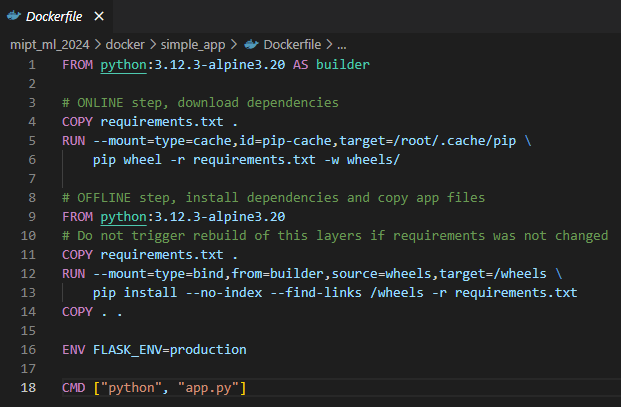 Dockerfile ×
mipt_ml_2024 > docker > simple_app > Dockerfile > ...
1 FROM python:3.12.3-alpine3.20 AS builder
2
3 # ONLINE step, download dependencies
4 COPY requirements.txt .
5 RUN --mount=type=cache,id=pip-cache,target=/root/.cache/pip \
6     pip wheel -r requirements.txt -w wheels/
7
8 # OFFLINE step, install dependencies and copy app files
9 FROM python:3.12.3-alpine3.20
10 # Do not trigger rebuild of this layers if requirements was not changed
11 COPY requirements.txt .
12 RUN --mount=type=bind,from=builder,source=wheels,target=/wheels \
13     pip install --no-index --find-links /wheels -r requirements.txt
14 COPY . .
15
16 ENV FLASK_ENV=production
17
18 CMD ["python", "app.py"]